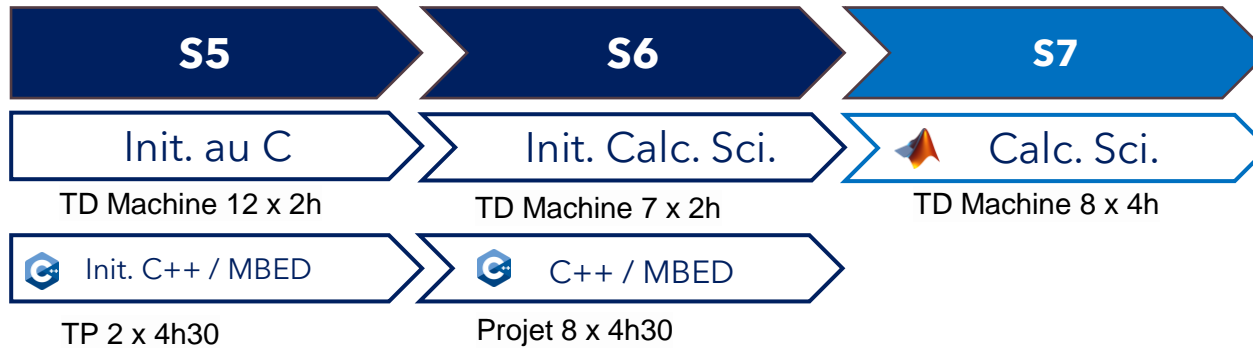 S5
S6
S7
Init. au C
Init. Calc. Sci.
Calc. Sci.
TD Machine 12 x 2h
TD Machine 7 x 2h
TD Machine 8 x 4h
C++ Init. C++ / MBED
C++ C++ / MBED
TP 2 x 4h30
Projet 8 x 4h30